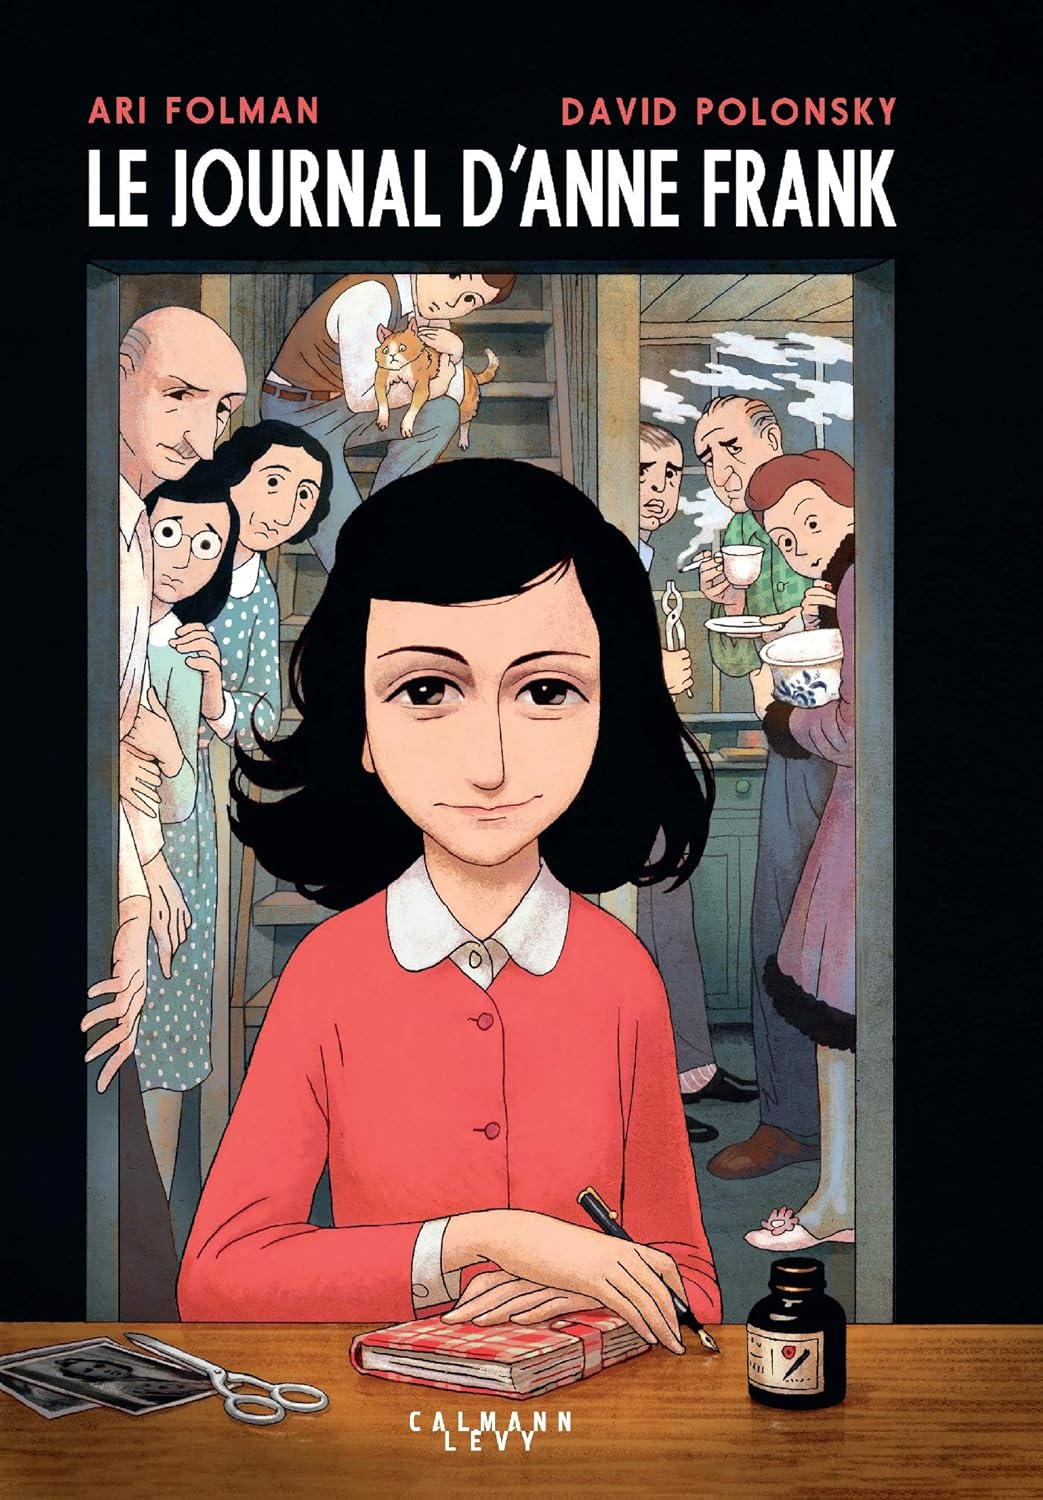 ARI FOLMAN DAVID POLONSKY
LE JOURNAL D'ANNE FRANK
CALMANN
LEVY